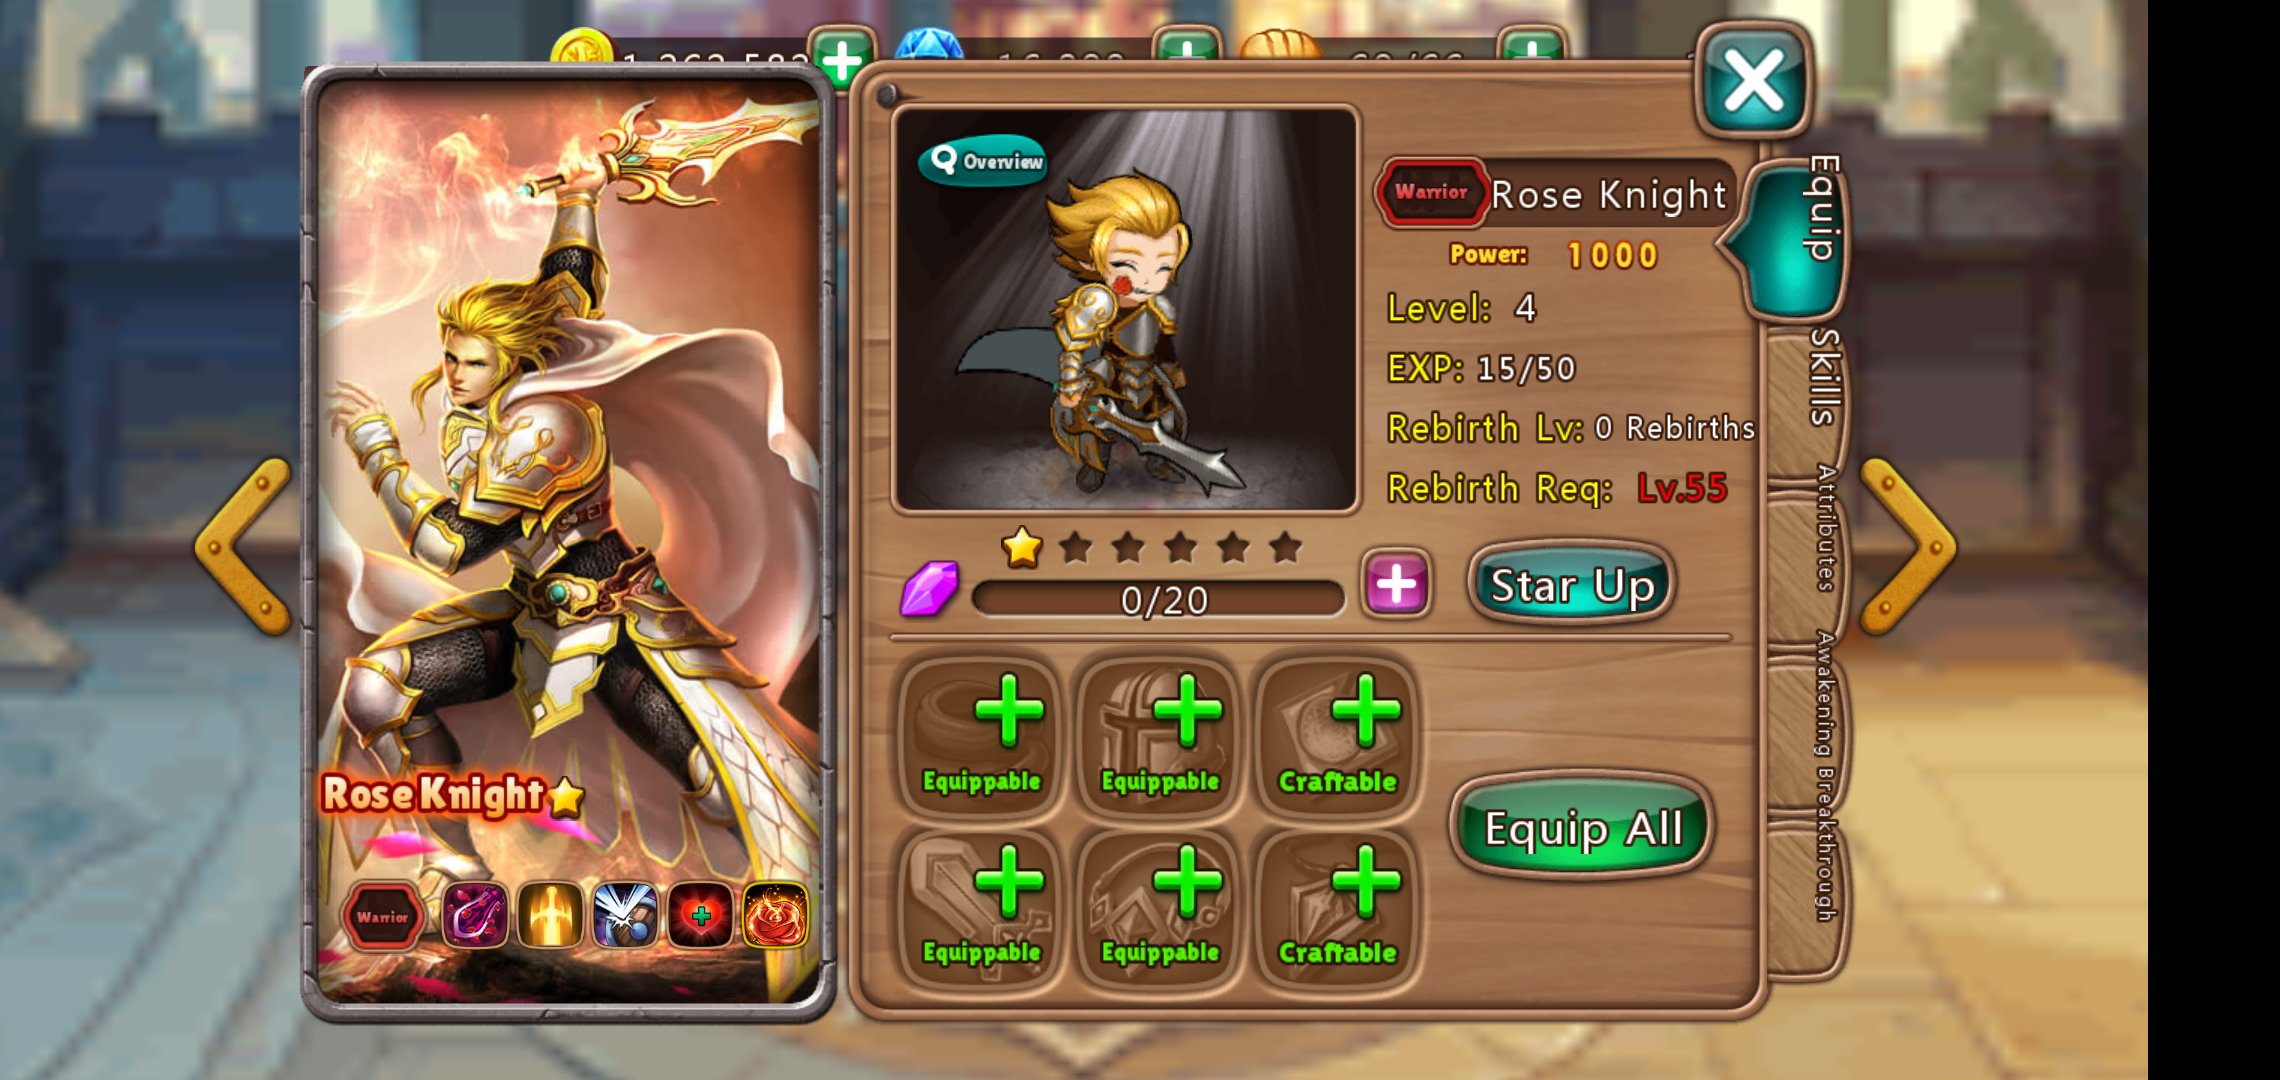 Overview
Warrior
Rose Knight
Power: 1000
Level: 4
EXP: 15/50
Rebirth Lv: 0 Rebirths
Rebirth Req: Lv.55
0/20
Star Up
Equippable
Equippable
Craftable
Equippable
Equippable
Craftable
Equip All
Rose Knight
Warrior
Equip
Skills
Attributes
Awakening Breakthrough